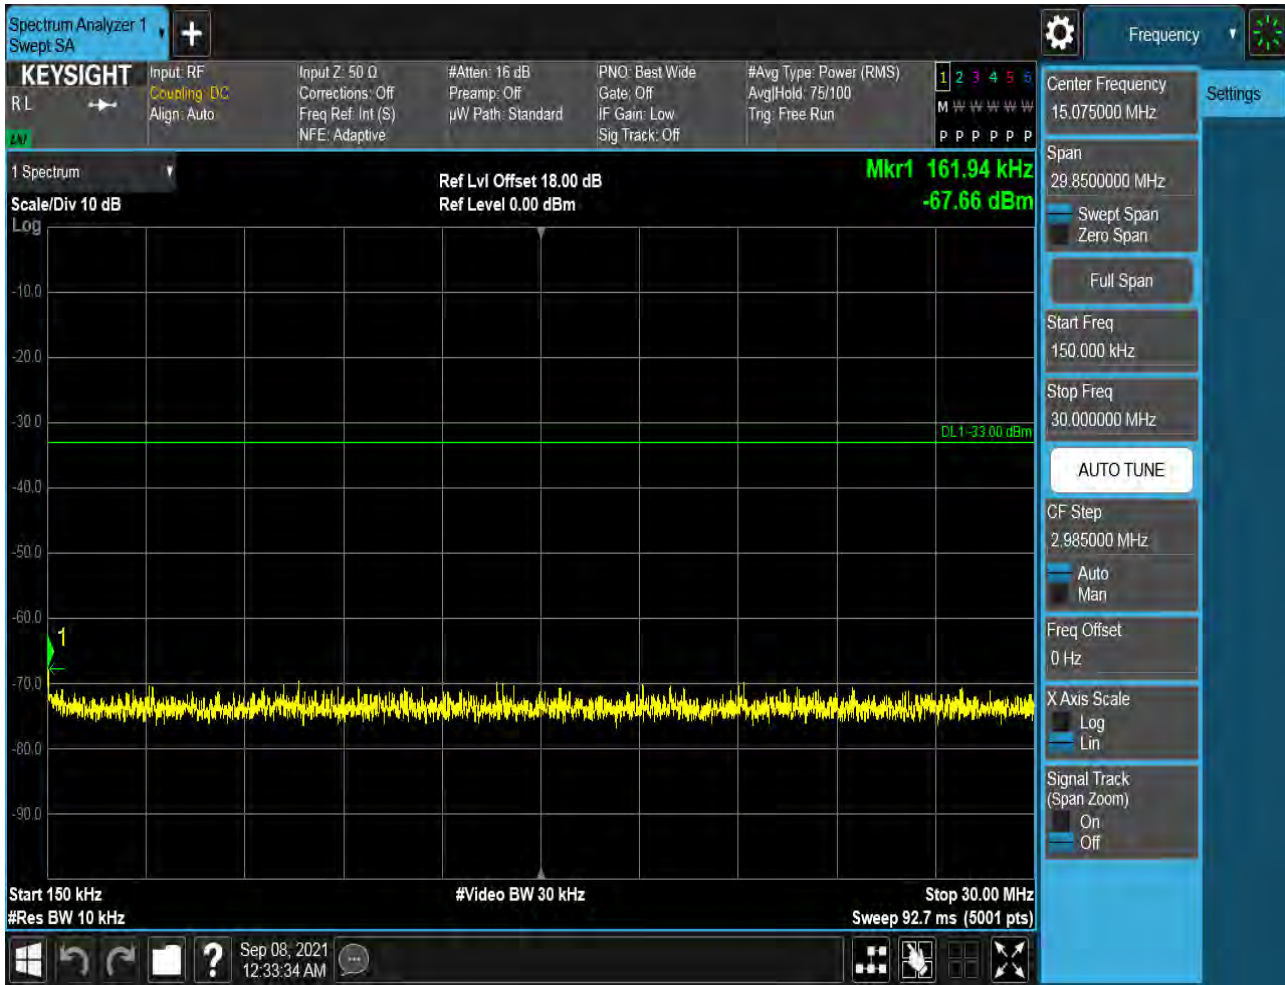 Spectrum Analyzer 1
Swept SA
+
Frequency
KEYSIGHT
R L
LXI
Input: RF
Coupling: DC
Align: Auto
Input Z: 50 Ω
Corrections: Off
Freq Ref: Int (S)
NFE: Adaptive
#Atten: 16 dB
Preamp: Off
µW Path: Standard
PNO: Best Wide
Gate: Off
IF Gain: Low
Sig Track: Off
#Avg Type: Power (RMS)
Avg|Hold: 75/100
Trig: Free Run
1 2 3 4 5 6
M W W W W W
P P P P P P
1 Spectrum
Scale/Div 10 dB
Log
Ref Lvl Offset 18.00 dB
Ref Level 0.00 dBm
Mkr1 161.94 kHz
-67.66 dBm
-10.0
-20.0
-30.0
DL1 -33.00 dBm
-40.0
-50.0
-60.0
1
-70.0
-80.0
-90.0
Start 150 kHz
#Res BW 10 kHz
#Video BW 30 kHz
Stop 30.00 MHz
Sweep 92.7 ms (5001 pts)
?
Sep 08, 2021
12:33:34 AM
Center Frequency
15.075000 MHz
Settings
Span
29.8500000 MHz
Swept Span
Zero Span
Full Span
Start Freq
150.000 kHz
Stop Freq
30.000000 MHz
AUTO TUNE
CF Step
2.985000 MHz
Auto
Man
Freq Offset
0 Hz
X Axis Scale
Log
Lin
Signal Track
(Span Zoom)
On
Off